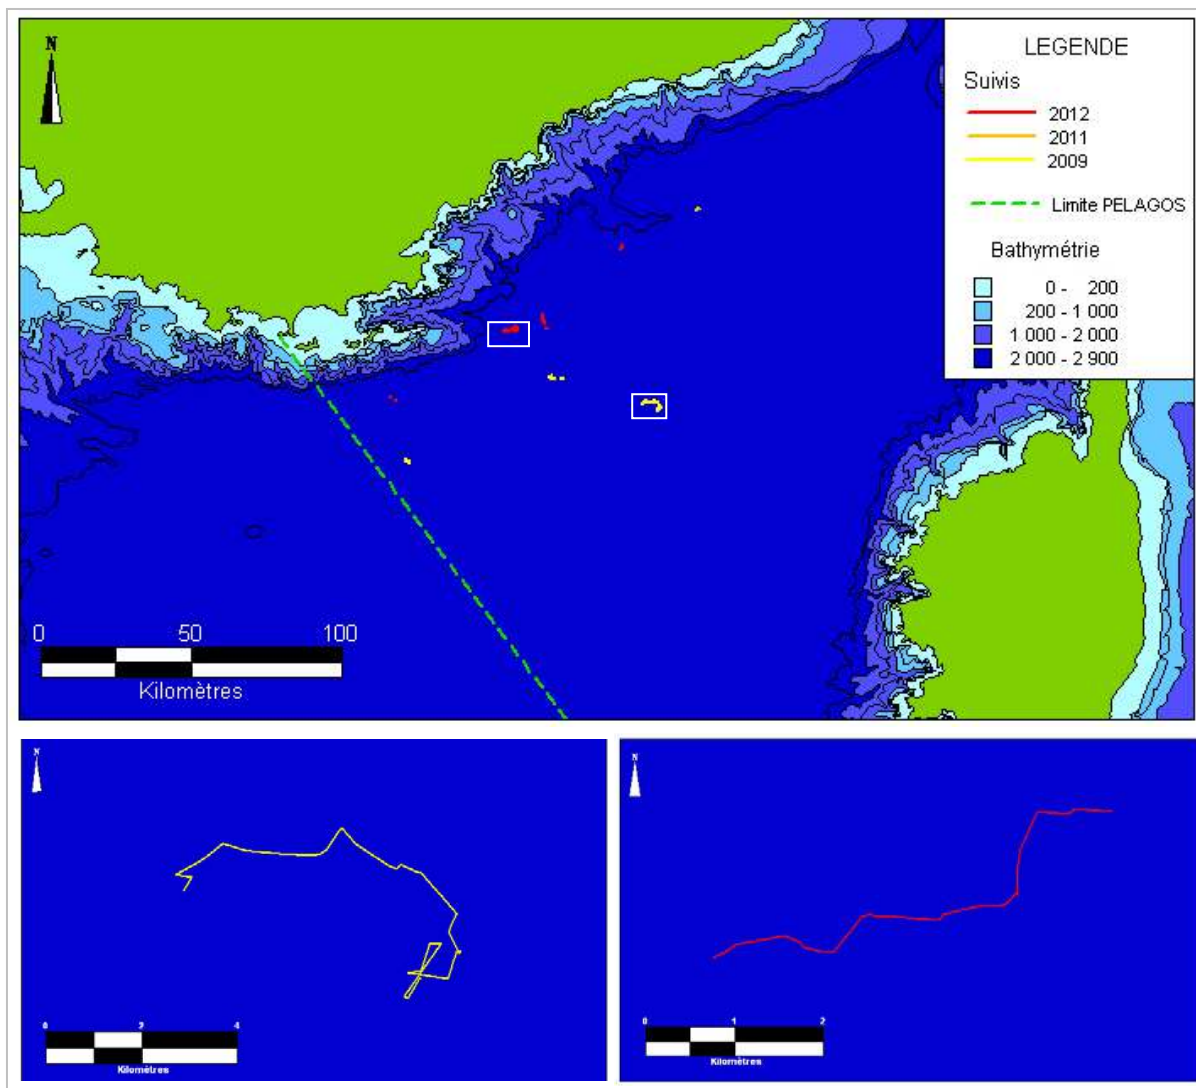 N
LEGENDE
Suivis
2012
2011
2009
Limite PELAGOS
Bathymétrie
0 - 200
200 - 1 000
1 000 - 2 000
2 000 - 2 900
0 50 100
Kilomètres
N
0 2 4
Kilomètres
N
0 1 2
Kilomètres